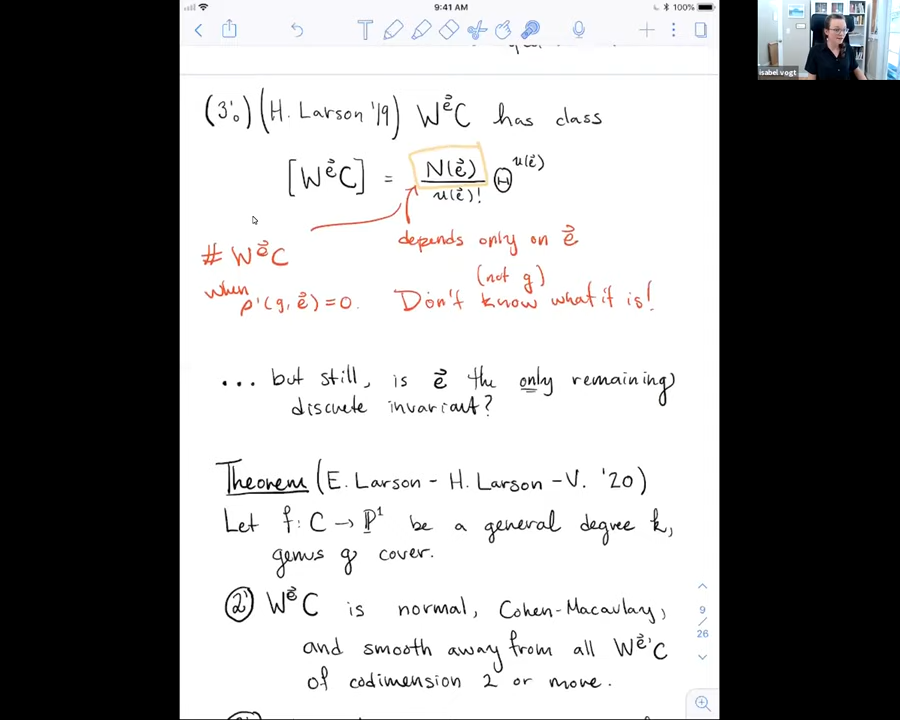 9:41 AM
100%
isabel vogt
(3'.) (H. Larson '19) W^e⃗ C has class
[W^e⃗ C] = N(e⃗)/u(e⃗)! Θ^u(e⃗)
depends only on e⃗
(not g)
# W^e⃗ C
when
ρ'(g, e⃗) = 0. Don't know what it is!
... but still, is e⃗ the only remaining
discrete invariant?
Theorem (E. Larson - H. Larson - V. '20)
Let f: C → P¹ be a general degree k,
genus g cover.
(2') W^e⃗ C is normal, Cohen-Macaulay,
and smooth away from all W^e⃗' C
of codimension 2 or more.
9
/
26